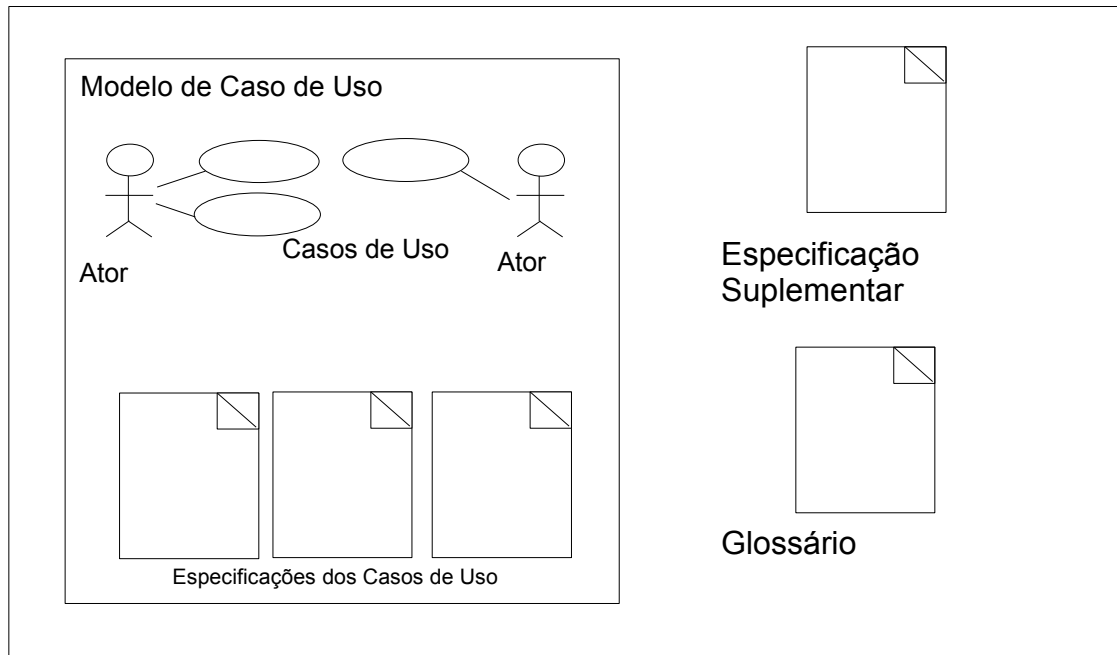 Modelo de Caso de Uso
Casos de Uso
Ator
Ator
Especificações dos Casos de Uso
Especificação
Suplementar
Glossário